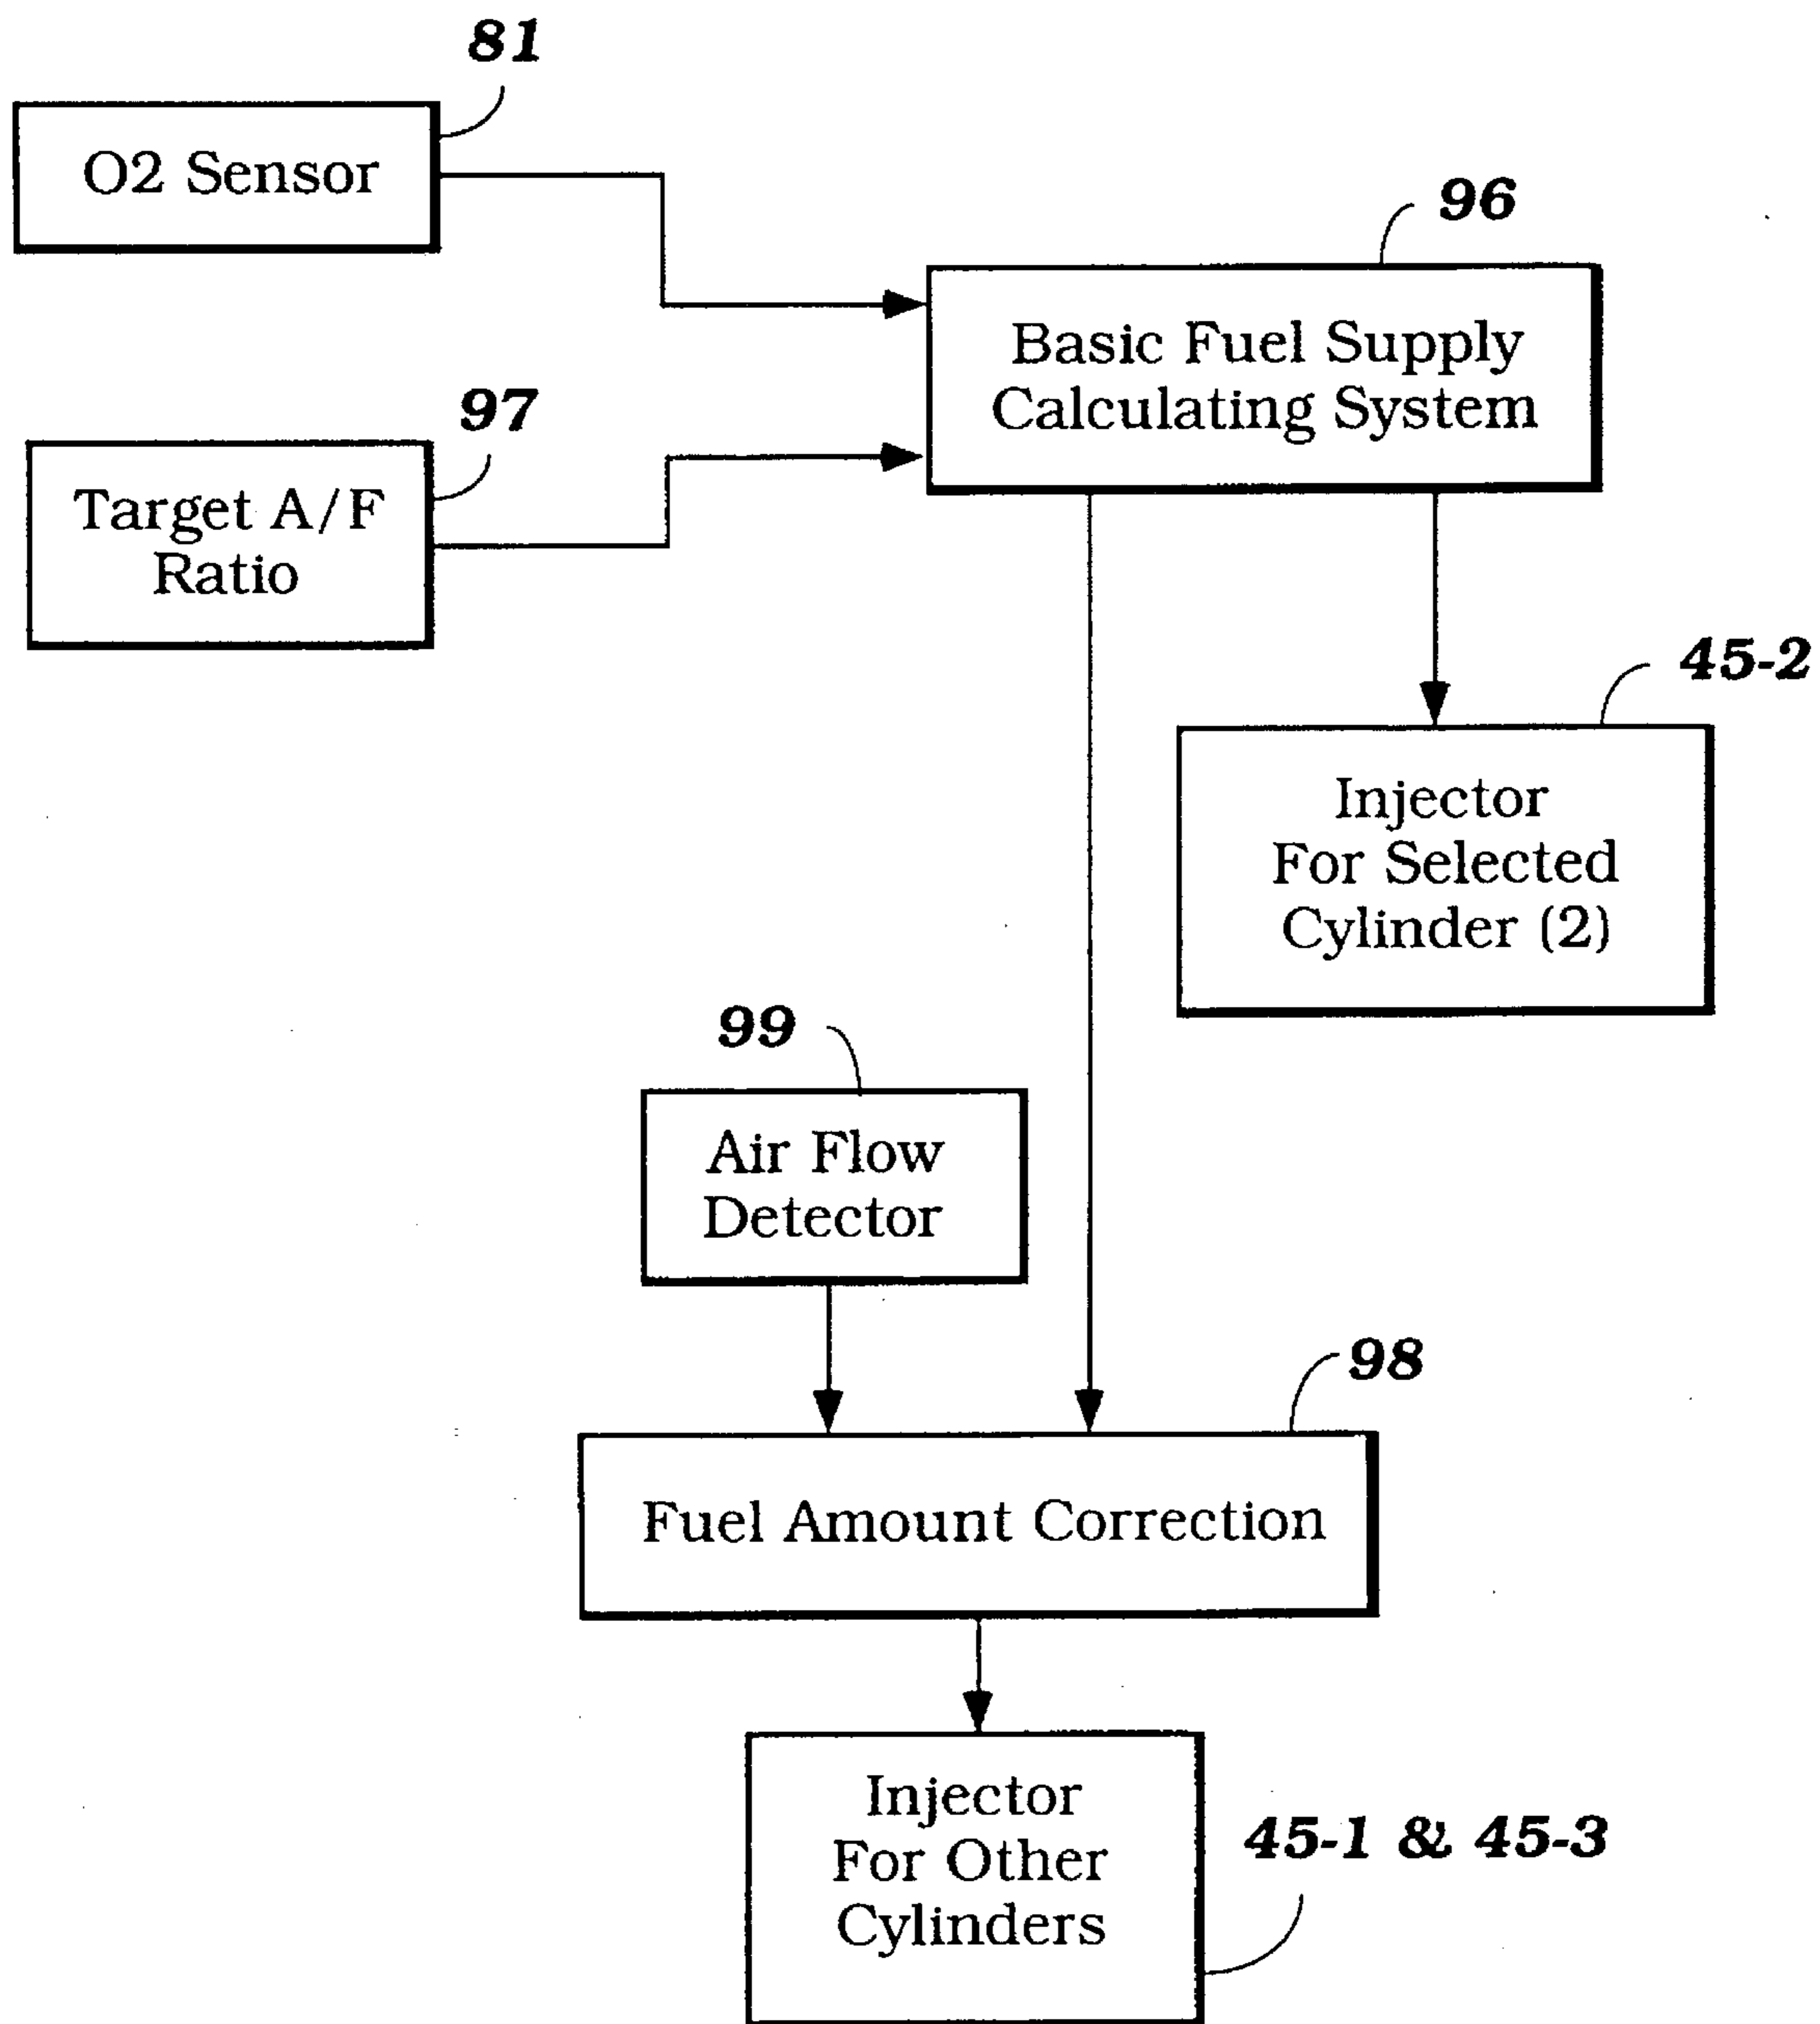 81
O2 Sensor
96
Basic Fuel Supply
Calculating System
97
Target A/F
Ratio
45-2
Injector
For Selected
Cylinder (2)
99
Air Flow
Detector
98
Fuel Amount Correction
Injector
For Other
Cylinders
45-1 & 45-3